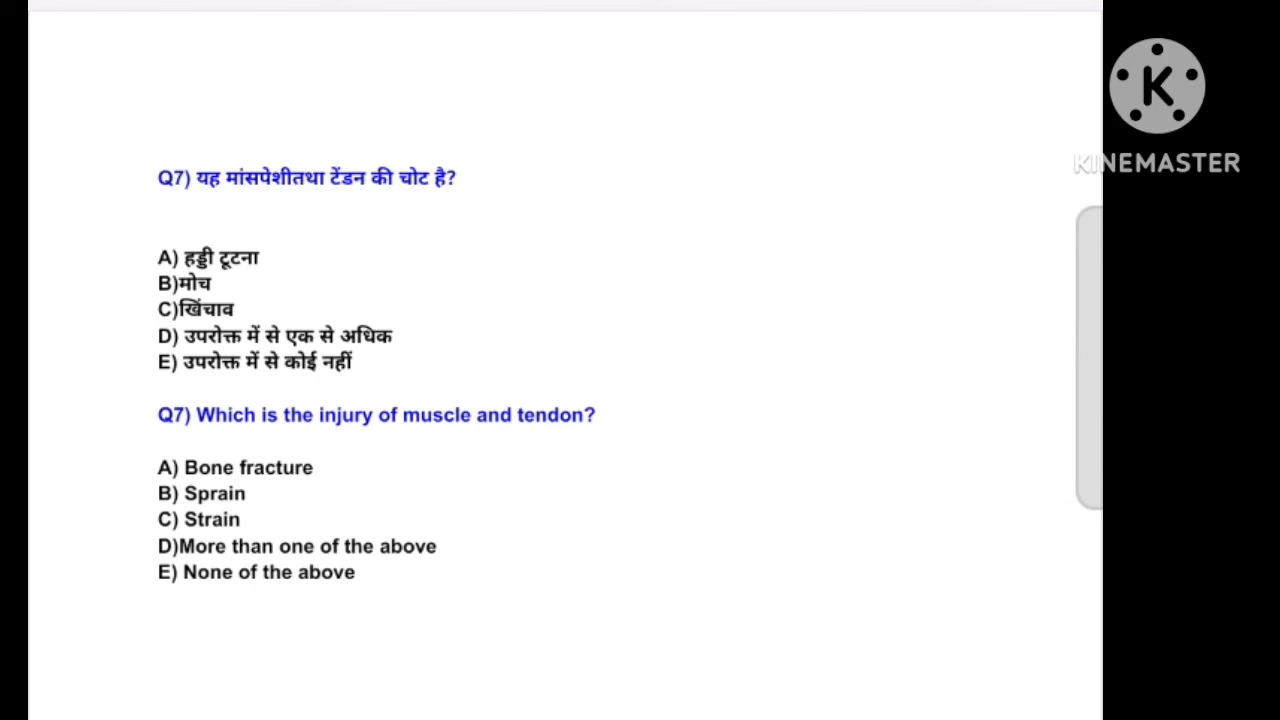 Q7) यह मांसपेशीतथा टेंडन की चोट है?
A) हड्डी टूटना
B)मोच
C)खिंचाव
D) उपरोक्त में से एक से अधिक
E) उपरोक्त में से कोई नहीं
Q7) Which is the injury of muscle and tendon?
A) Bone fracture
B) Sprain
C) Strain
D)More than one of the above
E) None of the above
K
KINEMASTER